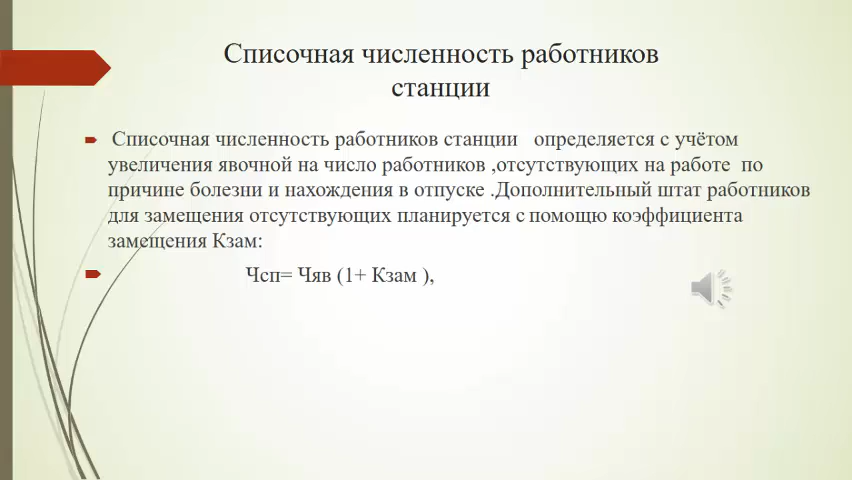 Списочная численность работников
станции
Списочная численность работников станции определяется с учётом
увеличения явочной на число работников ,отсутствующих на работе по
причине болезни и нахождения в отпуске .Дополнительный штат работников
для замещения отсутствующих планируется с помощю коэффициента
замещения Кзам:
Чсп= Чяв (1+ Кзам ),